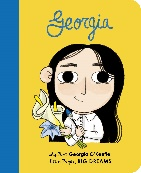 Georgia
My First Georgia O'Keeffe
Little People, BIG DREAMS